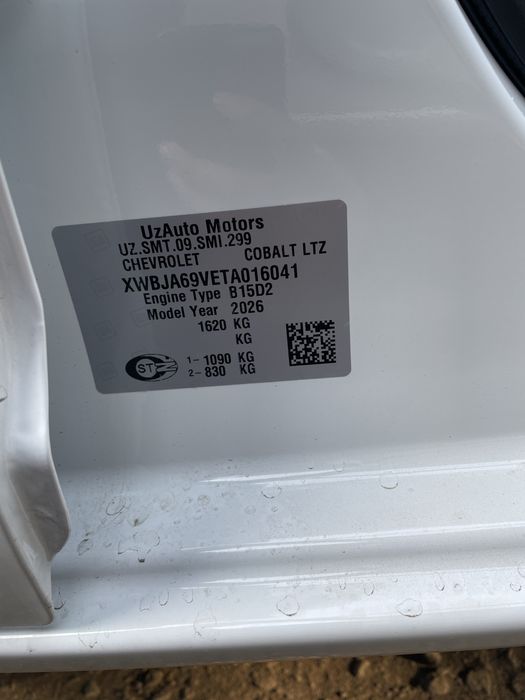 UzAuto Motors
UZ.SMT.09.SMI.299
CHEVROLET COBALT LTZ
XWBJA69VETA016041
Engine Type B15D2
Model Year 2026
1620 KG
KG
1- 1090 KG
2- 830 KG
ST